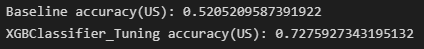 Baseline accuracy(US): 0.5205209587391922
XGBClassifier_Tuning accuracy(US): 0.7275927343195132